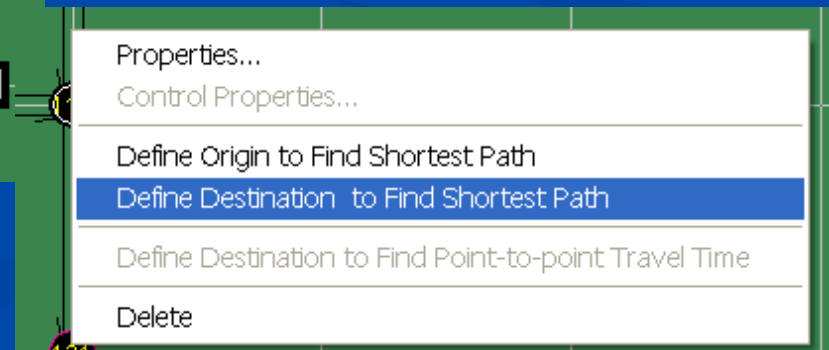 Properties...
Control Properties...
Define Origin to Find Shortest Path
Define Destination  to Find Shortest Path
Define Destination to Find Point-to-point Travel Time
Delete